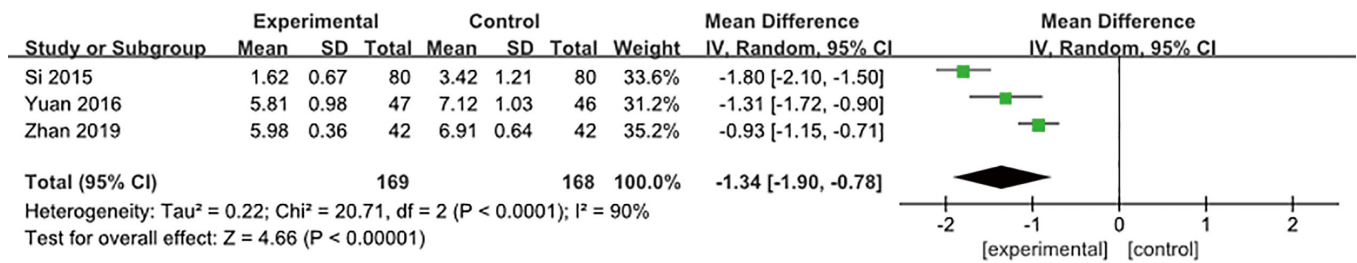 Experimental Control Mean Difference Mean Difference
Study or Subgroup Mean SD Total Mean SD Total Weight IV, Random, 95% CI IV, Random, 95% CI
Si 2015 1.62 0.67 80 3.42 1.21 80 33.6% -1.80 [-2.10, -1.50]
Yuan 2016 5.81 0.98 47 7.12 1.03 46 31.2% -1.31 [-1.72, -0.90]
Zhan 2019 5.98 0.36 42 6.91 0.64 42 35.2% -0.93 [-1.15, -0.71]
Total (95% CI) 169 168 100.0% -1.34 [-1.90, -0.78]
Heterogeneity: Tau² = 0.22; Chi² = 20.71, df = 2 (P < 0.0001); I² = 90%
Test for overall effect: Z = 4.66 (P < 0.00001)
-2 -1 0 1 2
[experimental] [control]